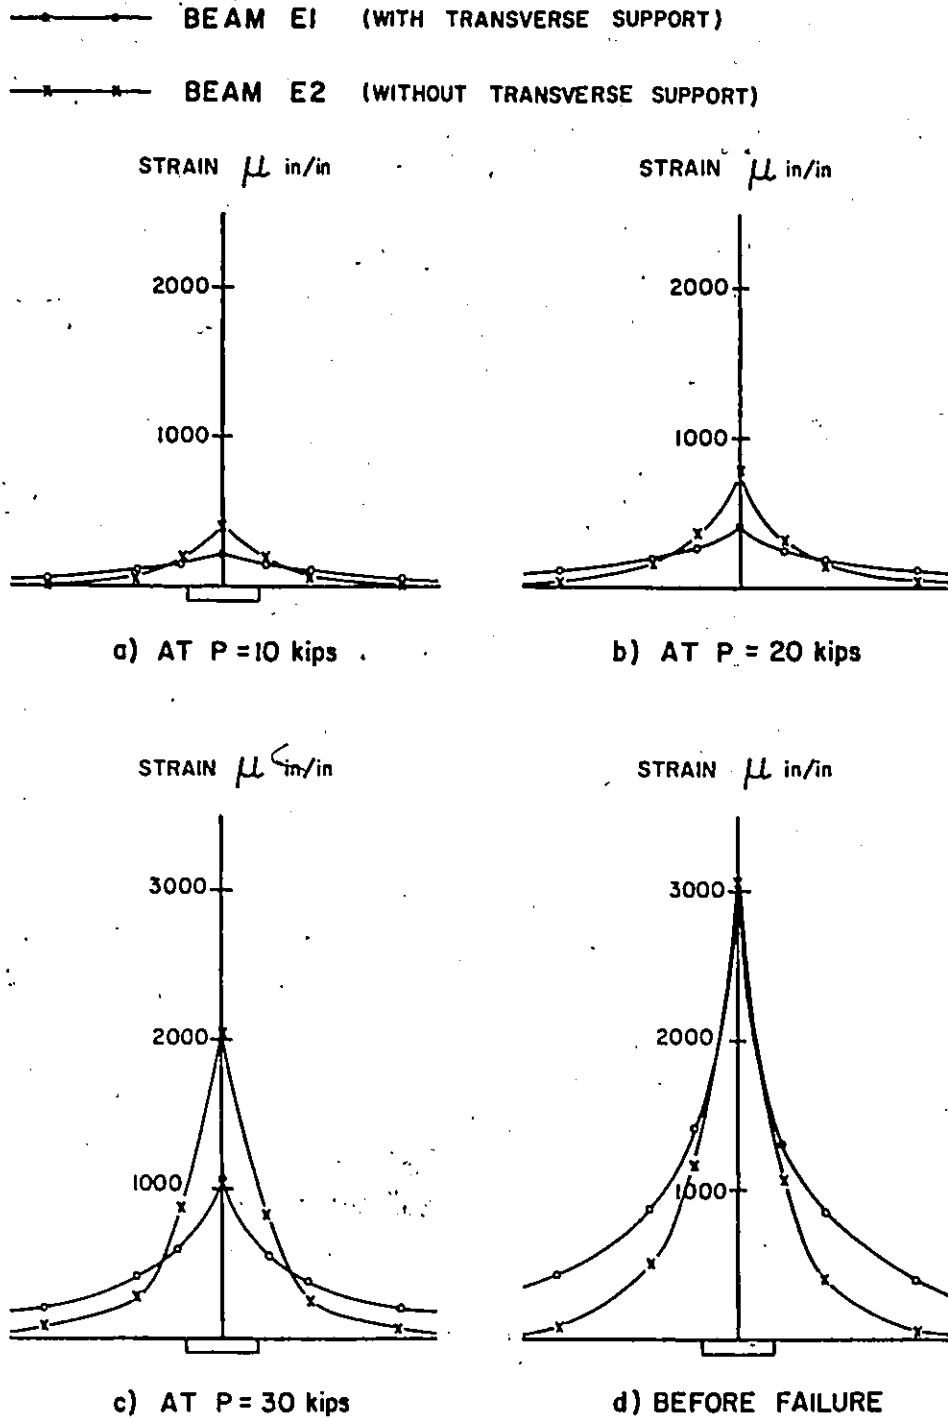 BEAM E1 (WITH TRANSVERSE SUPPORT)
BEAM E2 (WITHOUT TRANSVERSE SUPPORT)
STRAIN μ in/in
2000
1000
a) AT P = 10 kips
STRAIN μ in/in
2000
1000
b) AT P = 20 kips
STRAIN μ in/in
3000
2000
1000
c) AT P = 30 kips
STRAIN μ in/in
3000
2000
1000
d) BEFORE FAILURE